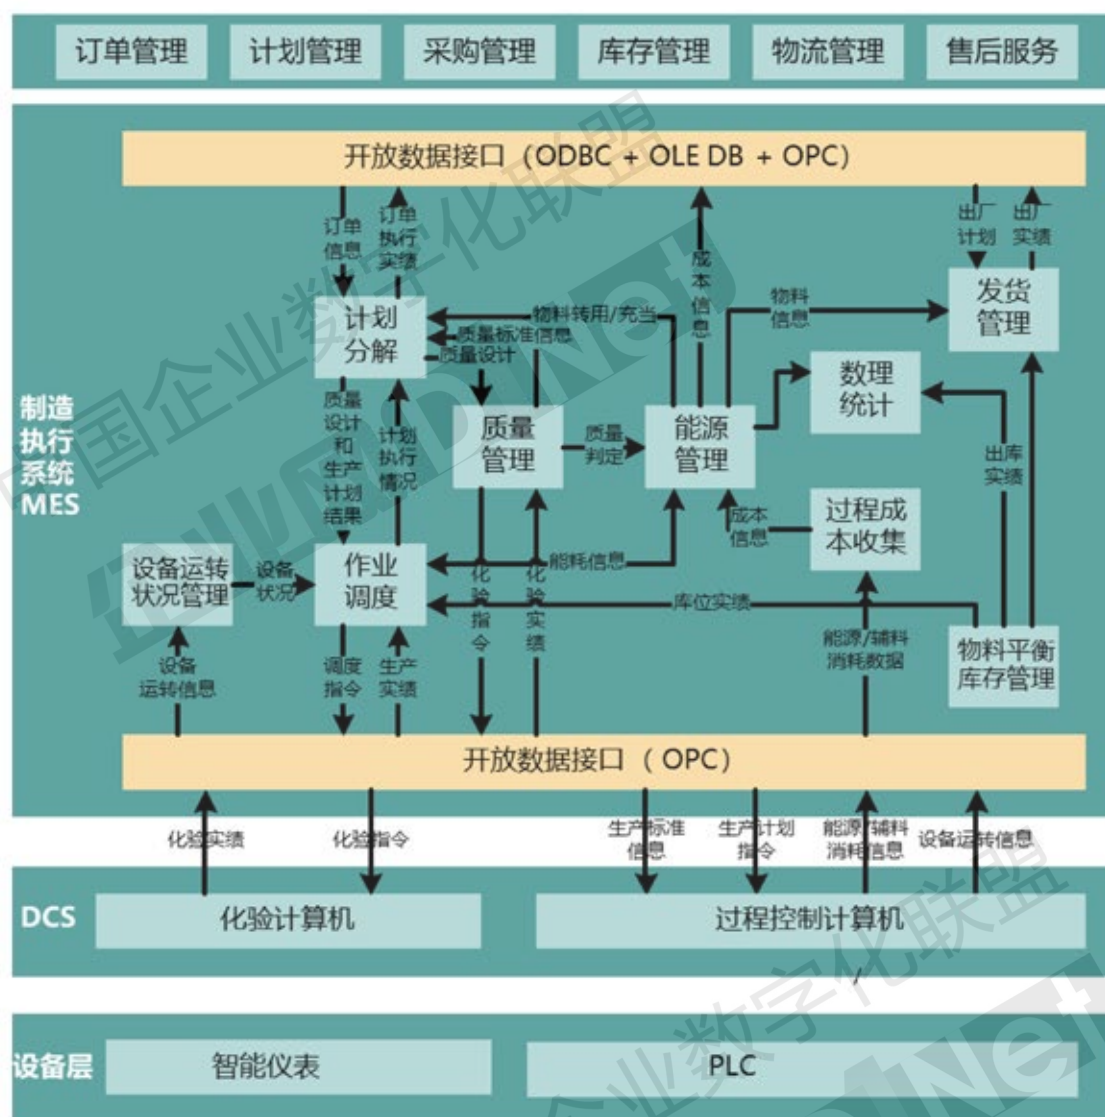 订单管理
计划管理
采购管理
库存管理
物流管理
售后服务
开放数据接口（ODBC + OLE DB + OPC）
订单
信息
订单
执行
实绩
成
本
信
息
物料
信息
出厂
计划
出厂
实绩
计划
分解
物料转用/充当
质量标准信息
质量设计
发货
管理
数理
统计
制造
执行
系统
MES
质量
设计
和
生产
计划
结果
计划
执行
情况
质量
管理
质量
判定
能源
管理
出库
实绩
成本
信息
过程成
本收集
设备运转
状况管理
设备
状况
作业
调度
能耗信息
化
验
指
令
化
验
实
绩
库位实绩
能源/辅料
消耗数据
物料平衡
库存管理
设备
运转信息
调度
指令
生产
实绩
开放数据接口（ OPC）
化验实绩
化验指令
生产标准
信息
生产计划
指令
能源/辅料
消耗信息
设备运转信息
DCS
化验计算机
过程控制计算机
/
设备层
智能仪表
PLC